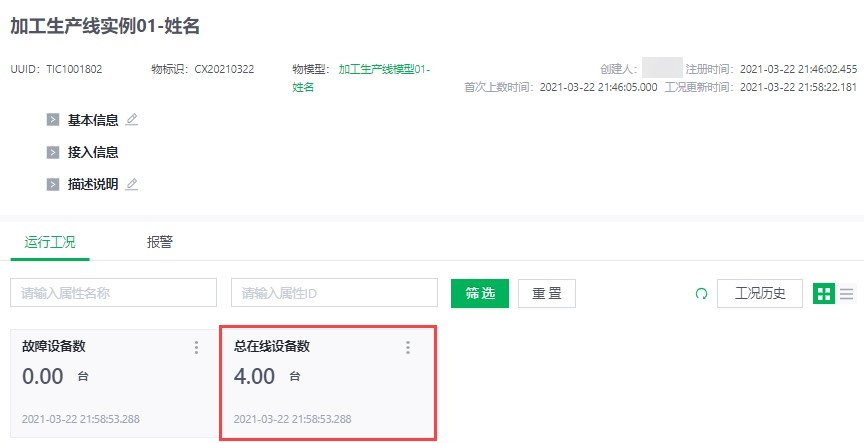 加工生产线实例01-姓名
UUID: TIC1001802 物标识: CX20210322 物模型: 加工生产线模型01-姓名 创建人: 注册时间: 2021-03-22 21:46:02.455
首次上数时间: 2021-03-22 21:46:05.000 工况更新时间: 2021-03-22 21:58:22.181
基本信息
接入信息
描述说明
运行工况 报警
请输入属性名称 请输入属性ID 筛选 重置 工况历史
故障设备数 总在线设备数
0.00 台 4.00 台
2021-03-22 21:58:53.288 2021-03-22 21:58:53.288